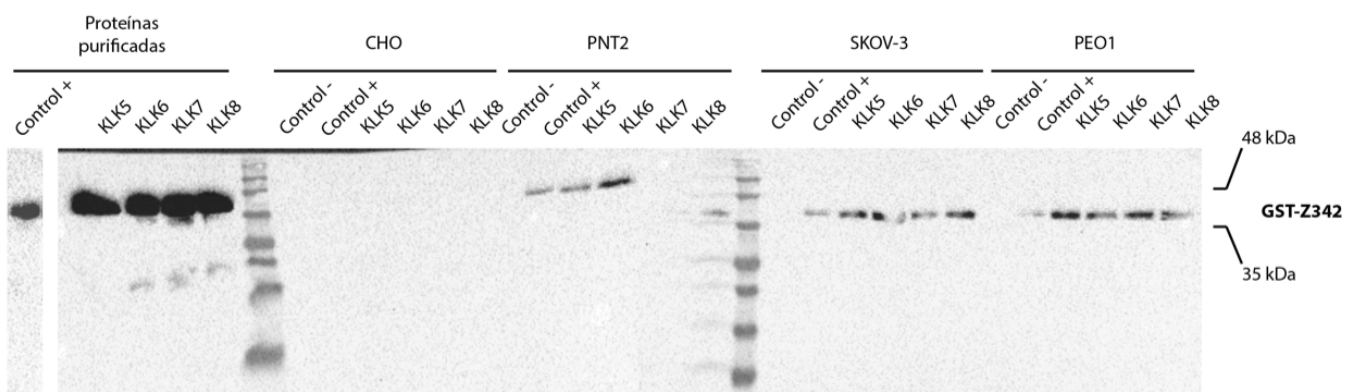 Proteínas
purificadas
CHO
PNT2
SKOV-3
PEO1
Control +
KLK5
KLK6
KLK7
KLK8
Control -
Control +
KLK5
KLK6
KLK7
KLK8
Control -
Control +
KLK5
KLK6
KLK7
KLK8
Control -
Control +
KLK5
KLK6
KLK7
KLK8
Control -
Control +
KLK5
KLK6
KLK7
KLK8
48 kDa
GST-Z342
35 kDa